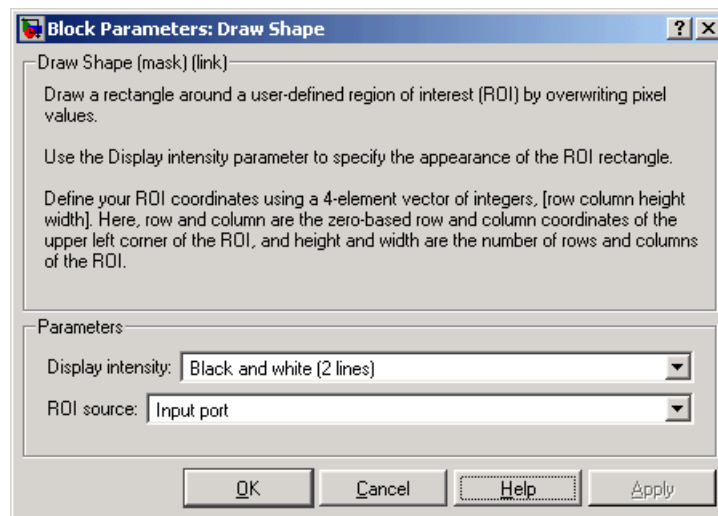 Block Parameters: Draw Shape
Draw Shape (mask) (link)
Draw a rectangle around a user-defined region of interest (ROI) by overwriting pixel
values.
Use the Display intensity parameter to specify the appearance of the ROI rectangle.
Define your ROI coordinates using a 4-element vector of integers, [row column height
width]. Here, row and column are the zero-based row and column coordinates of the
upper left corner of the ROI, and height and width are the number of rows and columns
of the ROI.
Parameters
Display intensity: Black and white (2 lines)
ROI source: Input port
OK Cancel Help Apply